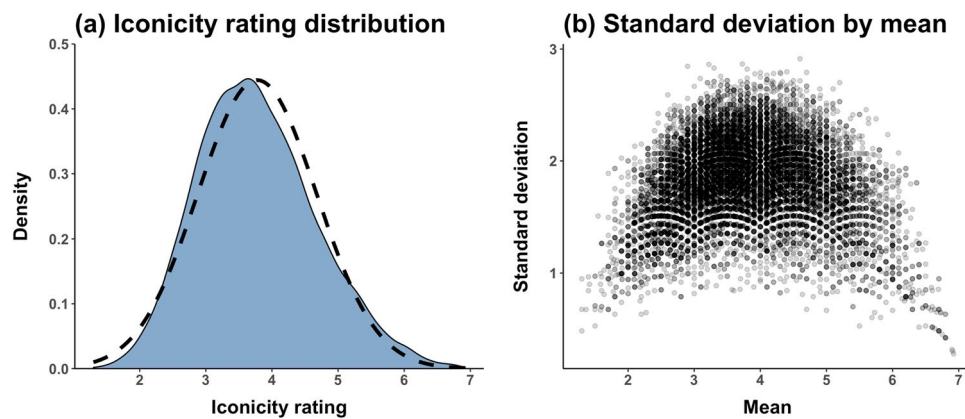 (a) Iconicity rating distribution
0.5
0.4
0.3
0.2
0.1
0.0
Density
2 3 4 5 6 7
Iconicity rating
(b) Standard deviation by mean
3
2
1
Standard deviation
2 3 4 5 6 7
Mean